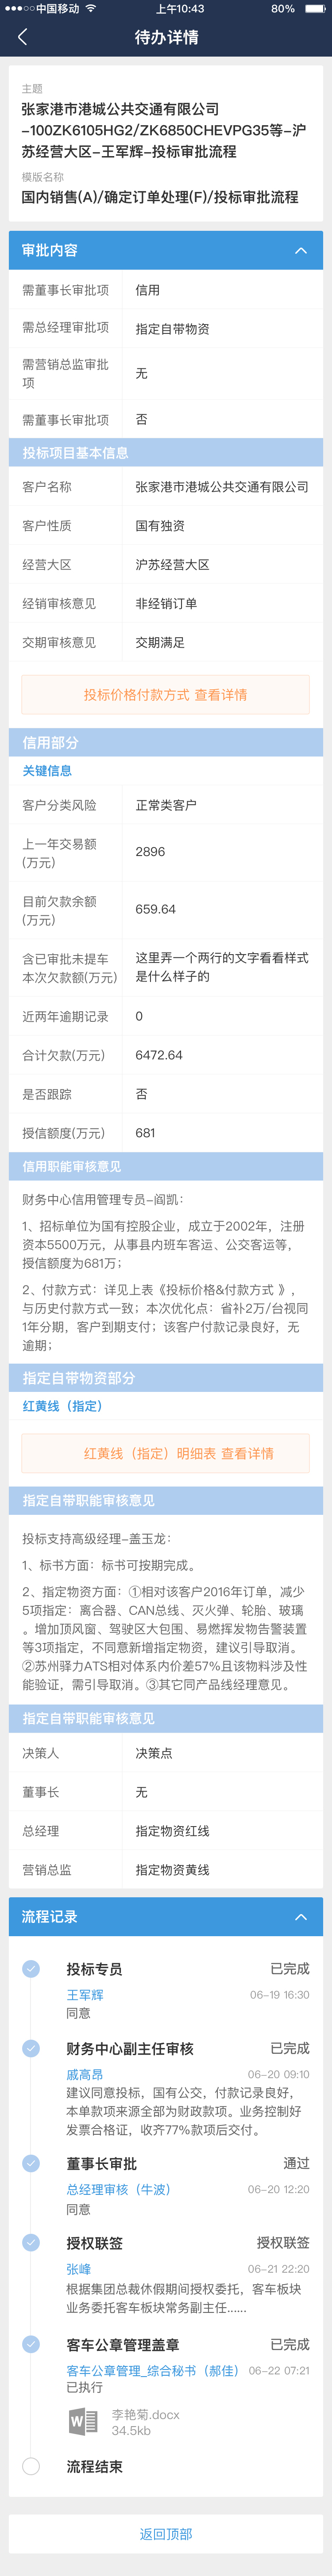 中国移动 上午10:43 80%
待办详情
主题
张家港市港城公共交通有限公司
-100ZK6105HG2/ZK6850CHEVPG35等-沪
苏经营大区-王军辉-投标审批流程
模版名称
国内销售(A)/确定订单处理(F)/投标审批流程
审批内容
需董事长审批项 信用
需总经理审批项 指定自带物资
需营销总监审批
项
无
需董事长审批项 否
投标项目基本信息
客户名称 张家港市港城公共交通有限公司
客户性质 国有独资
经营大区 沪苏经营大区
经销审核意见 非经销订单
交期审核意见 交期满足
投标价格付款方式 查看详情
信用部分
关键信息
客户分类风险 正常类客户
上一年交易额
(万元)
2896
目前欠款余额
(万元)
659.64
含已审批未提车
本次欠款额(万元)
这里弄一个两行的文字看看样式
是什么样子的
近两年逾期记录 0
合计欠款(万元) 6472.64
是否跟踪 否
授信额度(万元) 681
信用职能审核意见
财务中心信用管理专员-阎凯：
1、招标单位为国有控股企业，成立于2002年，注册
资本5500万元，从事县内班车客运、公交客运等，
授信额度为681万；
2、付款方式：详见上表《投标价格&付款方式 》，
与历史付款方式一致；本次优化点：省补2万/台视同
1年分期，客户到期支付；该客户付款记录良好，无
逾期；
指定自带物资部分
红黄线（指定）
红黄线（指定）明细表 查看详情
指定自带职能审核意见
投标支持高级经理-盖玉龙：
1、标书方面：标书可按期完成。
2、指定物资方面：①相对该客户2016年订单，减少
5项指定：离合器、CAN总线、灭火弹、轮胎、玻璃
。增加顶风窗、驾驶区大包围、易燃挥发物告警装置
等3项指定，不同意新增指定物资，建议引导取消。
②苏州驿力ATS相对体系内价差57%且该物料涉及性
能验证，需引导取消。③其它同产品线经理意见。
指定自带职能审核意见
决策人 决策点
董事长 无
总经理 指定物资红线
营销总监 指定物资黄线
流程记录
投标专员 已完成
王军辉 06-19 16:30
同意
财务中心副主任审核 已完成
戚高昂 06-20 09:10
建议同意投标，国有公交，付款记录良好，
本单款项来源全部为财政款项。业务控制好
发票合格证，收齐77%款项后交付。
董事长审批 通过
总经理审核（牛波） 06-20 12:20
同意
授权联签 授权联签
张峰 06-21 22:20
根据集团总裁休假期间授权委托，客车板块
业务委托客车板块常务副主任......
客车公章管理盖章 已完成
客车公章管理_综合秘书（郝佳） 06-22 07:21
已执行
W
李艳菊.docx
34.5kb
流程结束
返回顶部